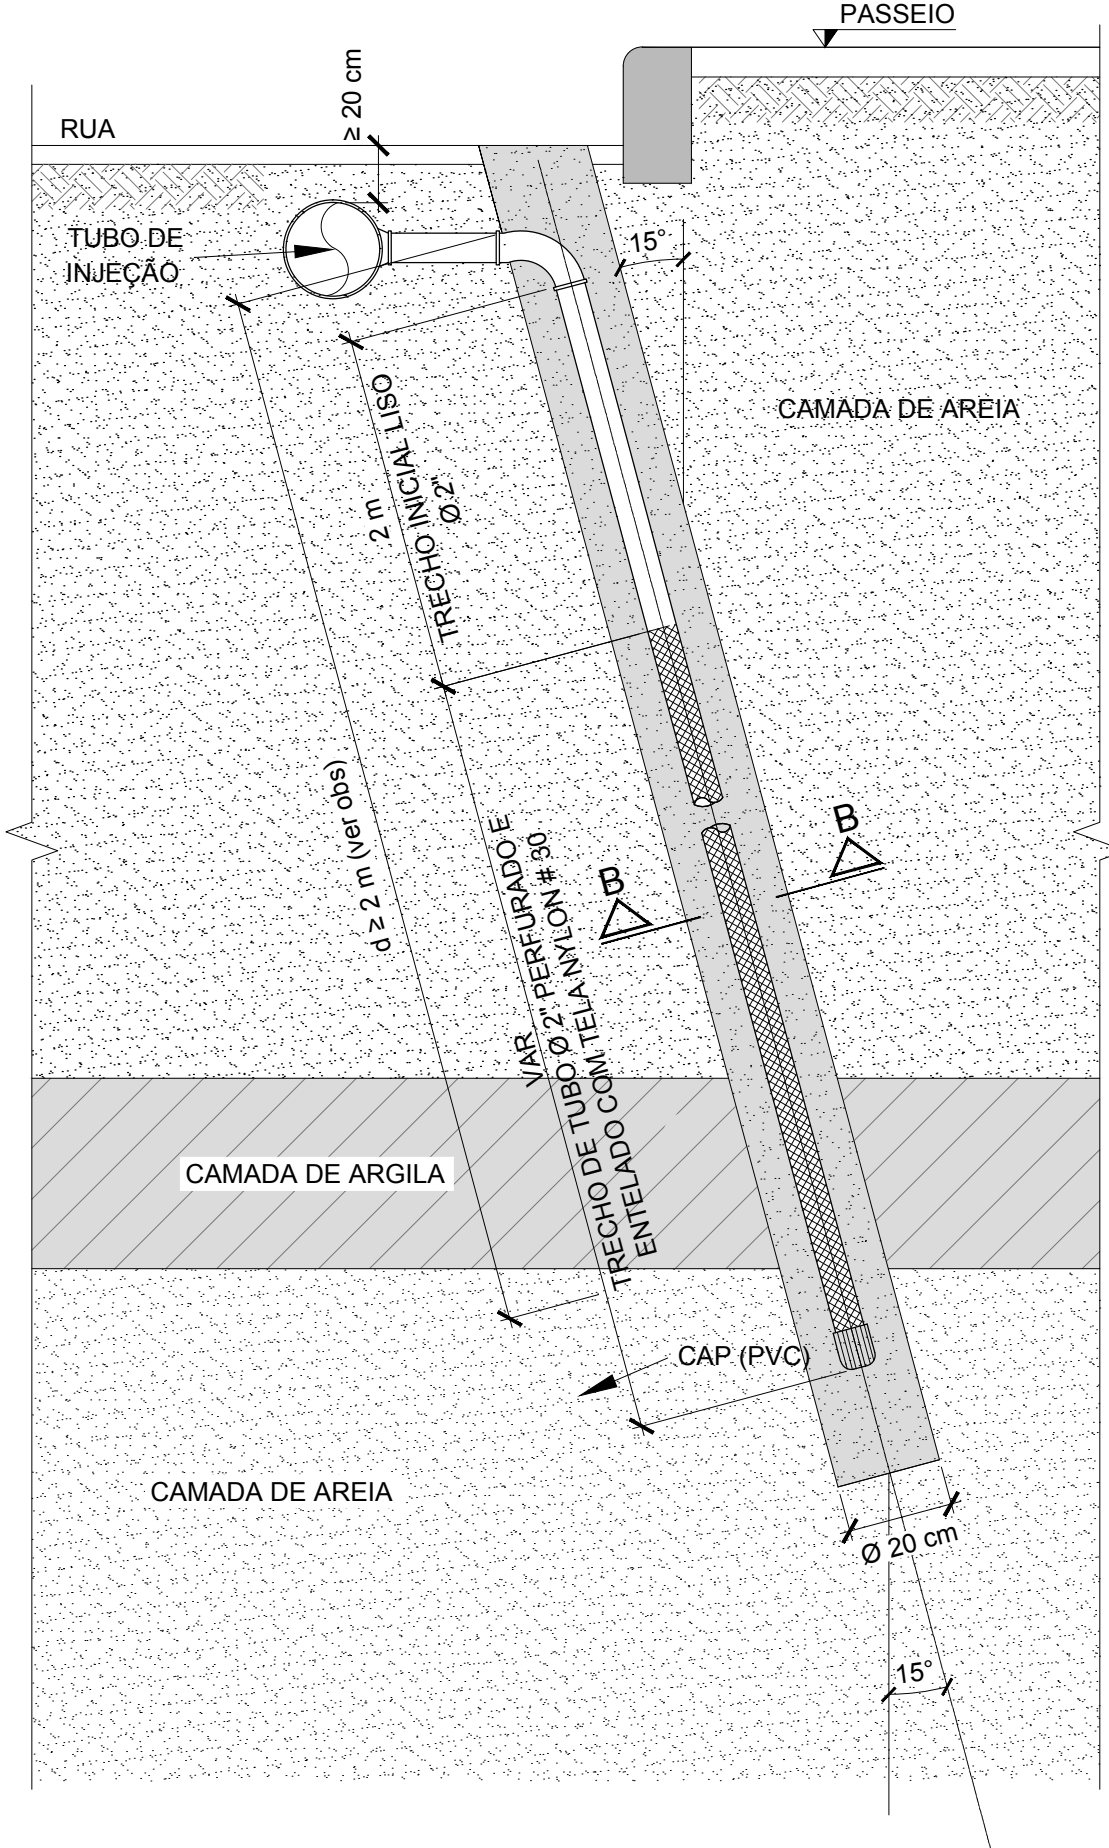 PASSEIO
≥ 20 cm
RUA
TUBO DE
INJEÇÃO
15°
CAMADA DE AREIA
2 m
TRECHO INICIAL LISO
Ø 2"
d ≥ 2 m (ver obs)
VAR
TRECHO DE TUBO Ø 2" PERFURADO E
ENTELADO COM TELA NYLON # 30
B
B
CAMADA DE ARGILA
CAP (PVC)
CAMADA DE AREIA
Ø 20 cm
15°